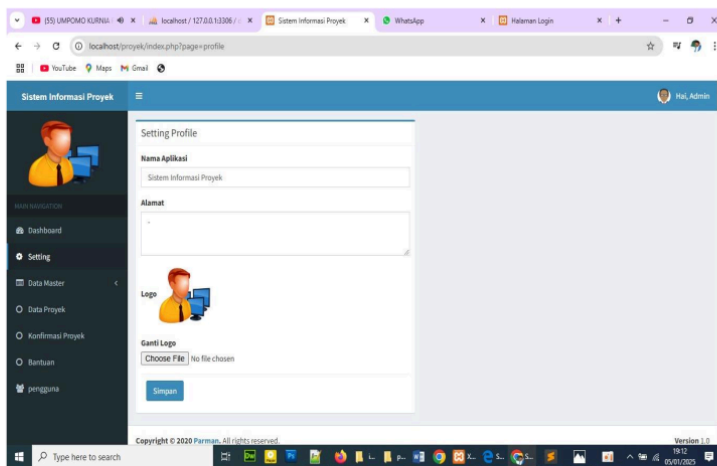 (55) UMPOMO KURNIA
localhost / 127.0.0.1:3306 /
Sistem Informasi Proyek
WhatsApp
Halaman Login
localhost/proyek/index.php?page=profile
YouTube
Maps
Gmail
Sistem Informasi Proyek
Hai, Admin
MAIN NAVIGATION
Dashboard
Setting
Data Master
Data Proyek
Konfirmasi Proyek
Bantuan
pengguna
Setting Profile
Nama Aplikasi
Sistem Informasi Proyek
Alamat
-
Logo
Ganti Logo
Choose File No file chosen
Simpan
Copyright © 2020 Parman. All rights reserved.
Version 1.0
Type here to search
L...
p...
X...
S...
S...
19:12
05/01/2025